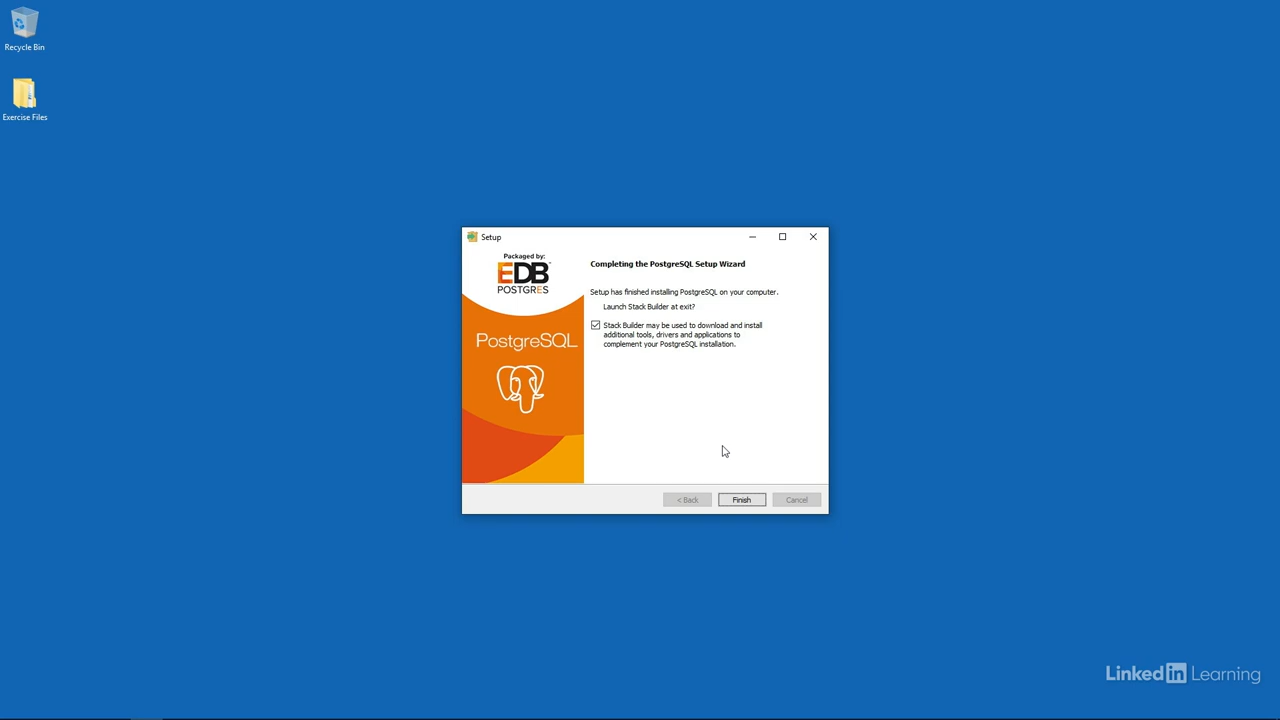 Recycle Bin
Exercise Files
Setup
Packaged by:
EDB
POSTGRES
PostgreSQL
Completing the PostgreSQL Setup Wizard
Setup has finished installing PostgreSQL on your computer.
Launch Stack Builder at exit?
Stack Builder may be used to download and install
additional tools, drivers and applications to
complement your PostgreSQL installation.
< Back
Finish
Cancel
LinkedIn Learning